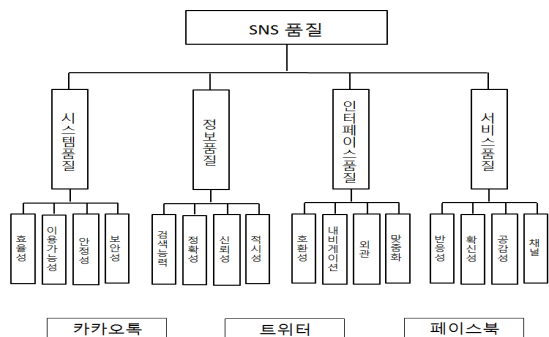 SNS 품질
시스템품질
정보품질
인터페이스품질
서비스품질
효율성
이용가능성
안정성
보안성
검색능력
정확성
신뢰성
적시성
호환성
내비게이션
외관
맞춤화
반응성
확신성
공감성
채널
카카오톡
트위터
페이스북